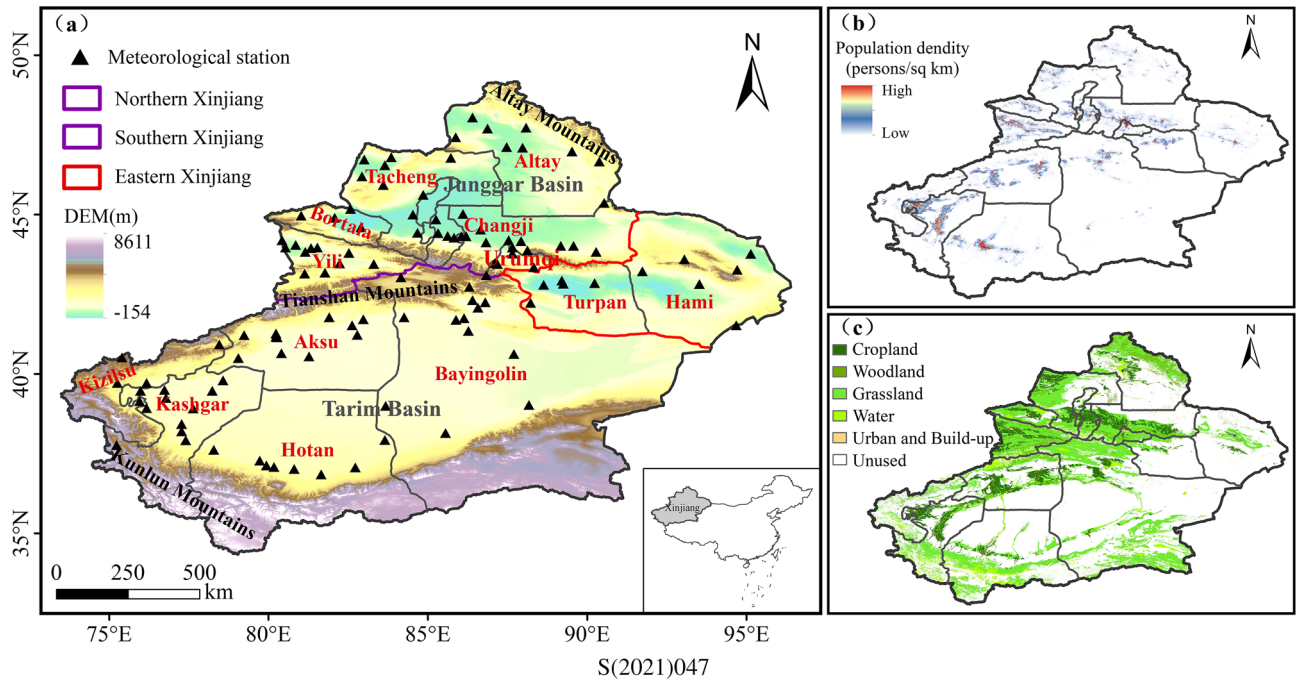 (a)
N
Meteorological station
Northern Xinjiang
Southern Xinjiang
Eastern Xinjiang
DEM(m)
8611
-154
Altay Mountains
Altay
Tacheng
Junggar Basin
Bortala
Changji
Yili
Urumqi
Tianshan Mountains
Turpan
Hami
Aksu
Kizilsu
Bayingolin
Kashgar
Tarim Basin
Hotan
Kunlun Mountains
Xinjiang
0 250 500
km
50°N
45°N
40°N
35°N
75°E 80°E 85°E 90°E 95°E
(b)
N
Population dendity
(persons/sq km)
High
Low
(c)
N
Cropland
Woodland
Grassland
Water
Urban and Build-up
Unused
S(2021)047